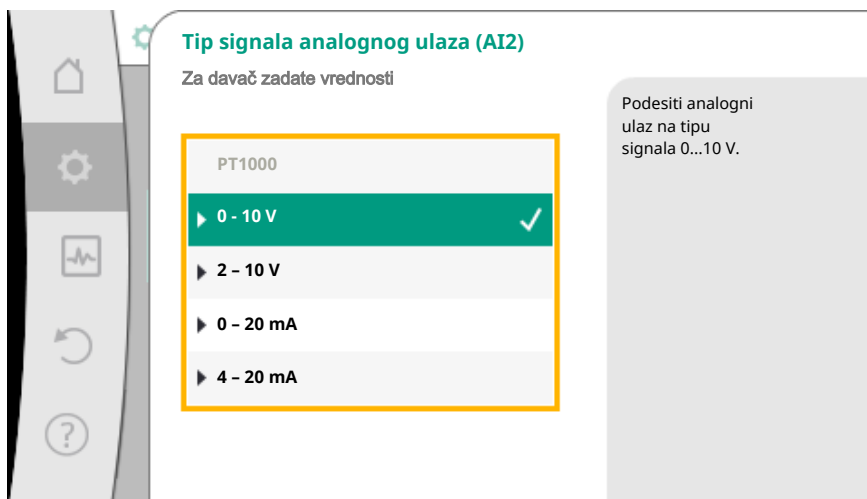 Tip signala analognog ulaza (AI2)
Za davač zadate vrednosti
PT1000
0 - 10 V
2 – 10 V
0 – 20 mA
4 – 20 mA
Podesiti analogni
ulaz na tipu
signala 0...10 V.
?